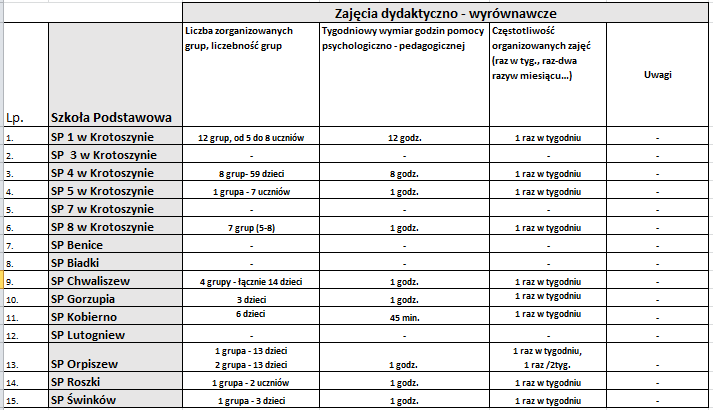 Zajęcia dydaktyczno - wyrównawcze
Lp. Szkoła Podstawowa Liczba zorganizowanych grup, liczebność grup Tygodniowy wymiar godzin pomocy psychologiczno - pedagogicznej Częstotliwość organizowanych zajęć (raz w tyg., raz-dwa razyw miesiącu...) Uwagi
1. SP 1 w Krotoszynie 12 grup, od 5 do 8 uczniów 12 godz. 1 raz w tygodniu -
2. SP 3 w Krotoszynie - - - -
3. SP 4 w Krotoszynie 8 grup- 59 dzieci 8 godz. 1 raz w tygodniu -
4. SP 5 w Krotoszynie 1 grupa - 7 uczniów 1 godz. 1 raz w tygodniu -
5. SP 7 w Krotoszynie - - - -
6. SP 8 w Krotoszynie 7 grup (5-8) 1 godz. 1 raz w tygodniu -
7. SP Benice - - - -
8. SP Biadki - - - -
9. SP Chwaliszew 4 grupy - łącznie 14 dzieci 1 godz. 1 raz w tygodniu -
10. SP Gorzupia 3 dzieci 1 godz. 1 raz w tygodniu -
11. SP Kobierno 6 dzieci 45 min. 1 raz w tygodniu -
12. SP Lutogniew - - - -
13. SP Orpiszew 1 grupa - 13 dzieci 2 grupa - 13 dzieci 1 godz. 1 raz w tygodniu, 1 raz /2tyg. -
14. SP Roszki 1 grupa - 2 uczniów 1 godz. 1 raz w tygodniu -
15. SP Świnków 1 grupa - 3 dzieci 1 godz. 1 raz w tygodniu -